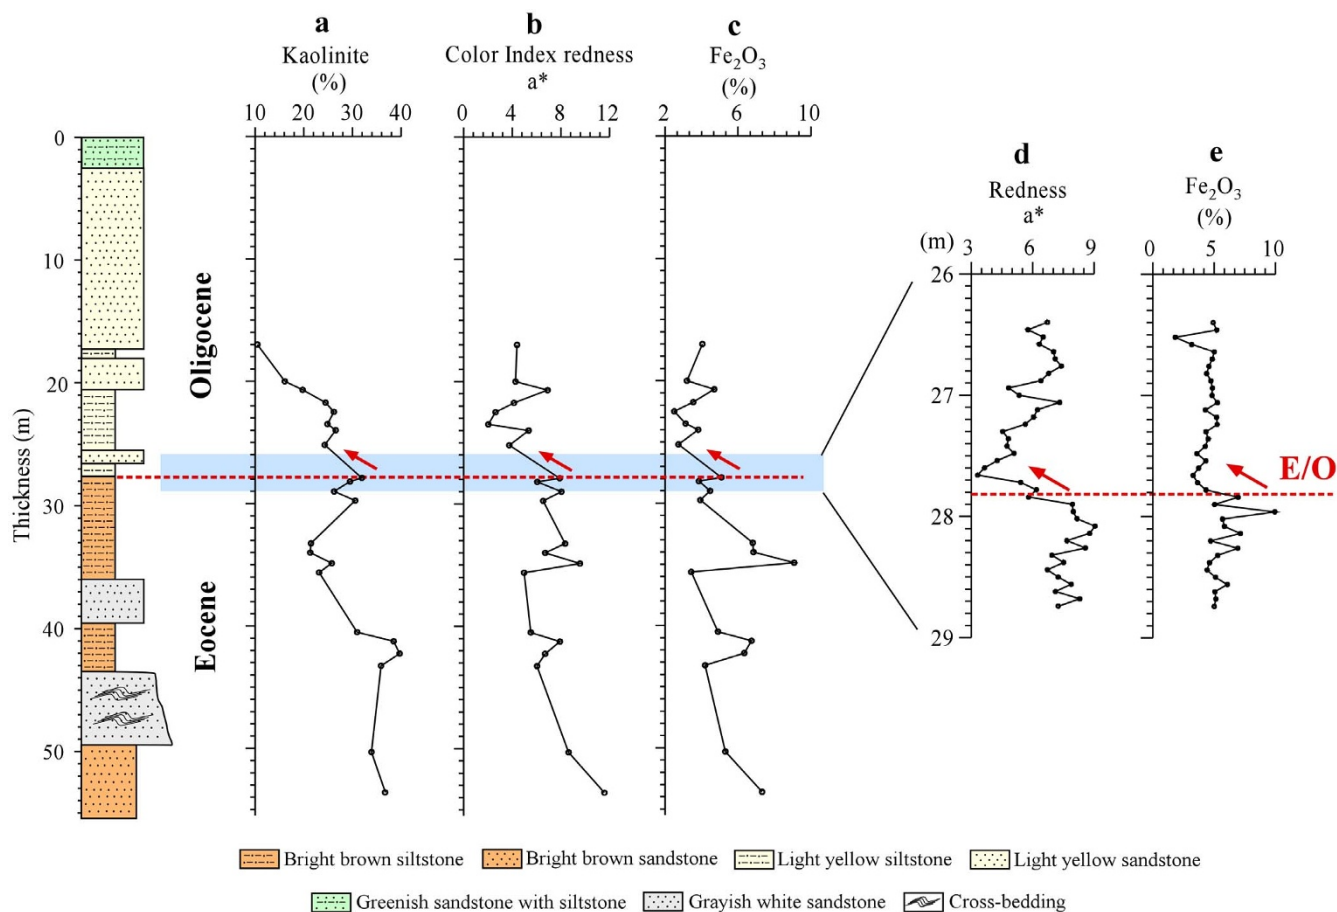 a
Kaolinite
(%)
10 20 30 40
b
Color Index redness
a*
0 4 8 12
c
Fe₂O₃
(%)
2 6 10
d
Redness
a*
3 6 9
e
Fe₂O₃
(%)
0 5 10
Thickness (m)
0
10
20
30
40
50
Oligocene
Eocene
(m)
26
27
28
29
E/O
Bright brown siltstone
Bright brown sandstone
Light yellow siltstone
Light yellow sandstone
Greenish sandstone with siltstone
Grayish white sandstone
Cross-bedding